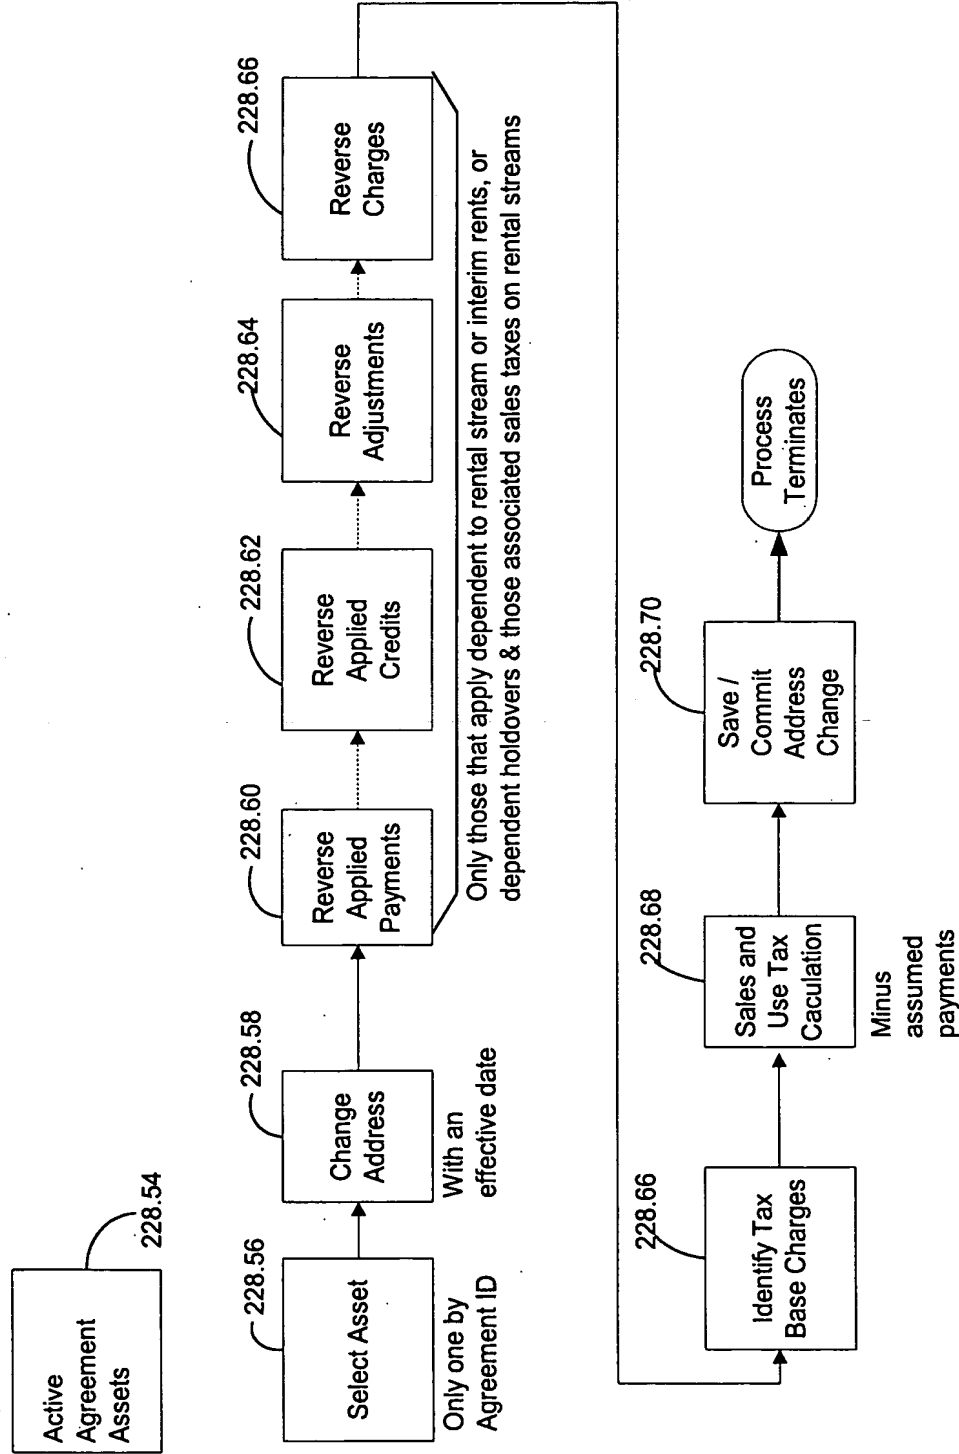 Active
Agreement
Assets
228.54
Select Asset
228.56
Only one by
Agreement ID
Change
Address
228.58
With an
effective date
Reverse
Applied
Payments
228.60
Reverse
Applied
Credits
228.62
Reverse
Adjustments
228.64
Reverse
Charges
228.66
Only those that apply dependent to rental stream or interim rents, or
dependent holdovers & those associated sales taxes on rental streams
Identify Tax
Base Charges
228.66
Sales and
Use Tax
Caculation
228.68
Minus
assumed
payments
Save /
Commit
Address
Change
228.70
Process
Terminates